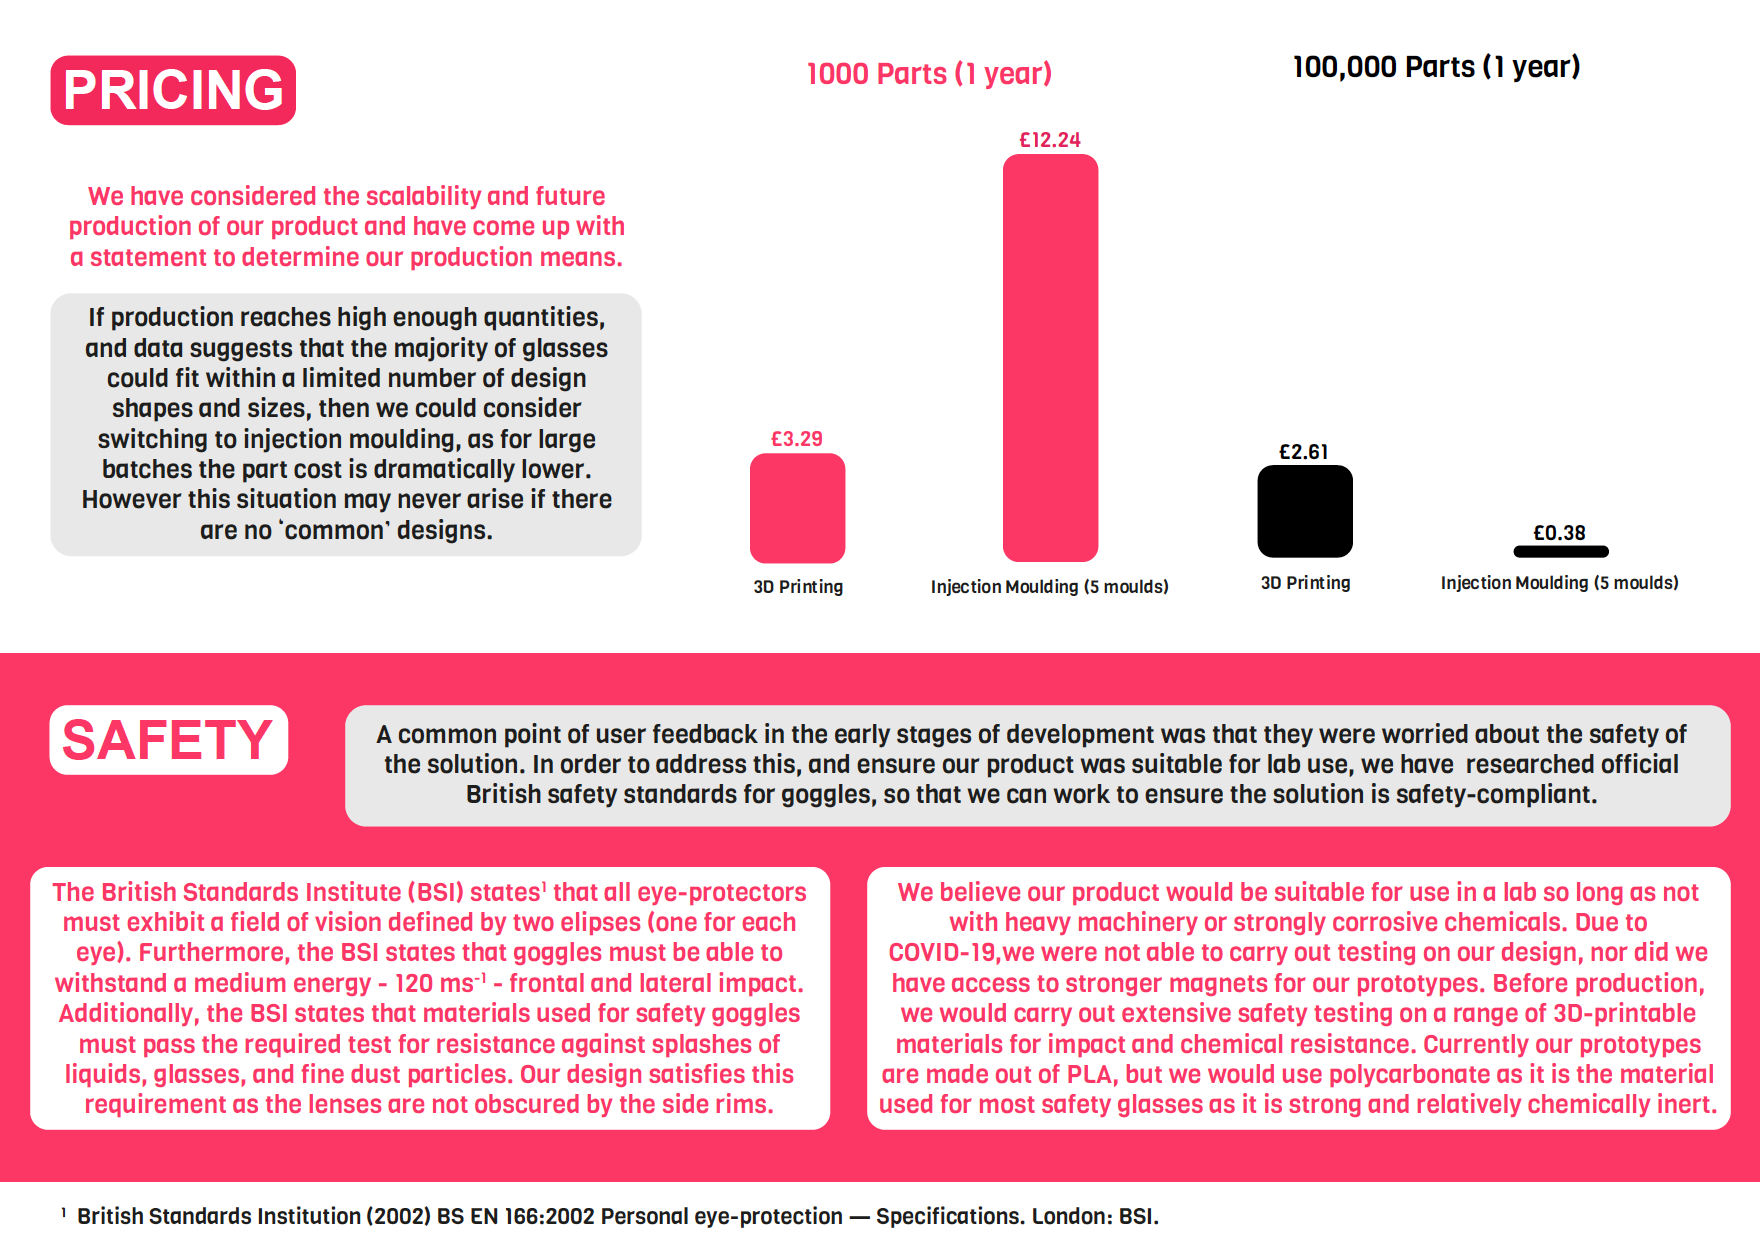 PRICING
We have considered the scalability and future
production of our product and have come up with
a statement to determine our production means.
If production reaches high enough quantities,
and data suggests that the majority of glasses
could fit within a limited number of design
shapes and sizes, then we could consider
switching to injection moulding, as for large
batches the part cost is dramatically lower.
However this situation may never arise if there
are no ‘common’ designs.
1000 Parts (1 year)
£12.24
£3.29
3D Printing
Injection Moulding (5 moulds)
100,000 Parts (1 year)
£2.61
£0.38
3D Printing
Injection Moulding (5 moulds)
SAFETY
A common point of user feedback in the early stages of development was that they were worried about the safety of
the solution. In order to address this, and ensure our product was suitable for lab use, we have  researched official
British safety standards for goggles, so that we can work to ensure the solution is safety-compliant.
The British Standards Institute (BSI) states¹ that all eye-protectors
must exhibit a field of vision defined by two elipses (one for each
eye). Furthermore, the BSI states that goggles must be able to
withstand a medium energy - 120 ms⁻¹ - frontal and lateral impact.
Additionally, the BSI states that materials used for safety goggles
must pass the required test for resistance against splashes of
liquids, glasses, and fine dust particles. Our design satisfies this
requirement as the lenses are not obscured by the side rims.
We believe our product would be suitable for use in a lab so long as not
with heavy machinery or strongly corrosive chemicals. Due to
COVID-19,we were not able to carry out testing on our design, nor did we
have access to stronger magnets for our prototypes. Before production,
we would carry out extensive safety testing on a range of 3D-printable
materials for impact and chemical resistance. Currently our prototypes
are made out of PLA, but we would use polycarbonate as it is the material
used for most safety glasses as it is strong and relatively chemically inert.
¹ British Standards Institution (2002) BS EN 166:2002 Personal eye-protection — Specifications. London: BSI.